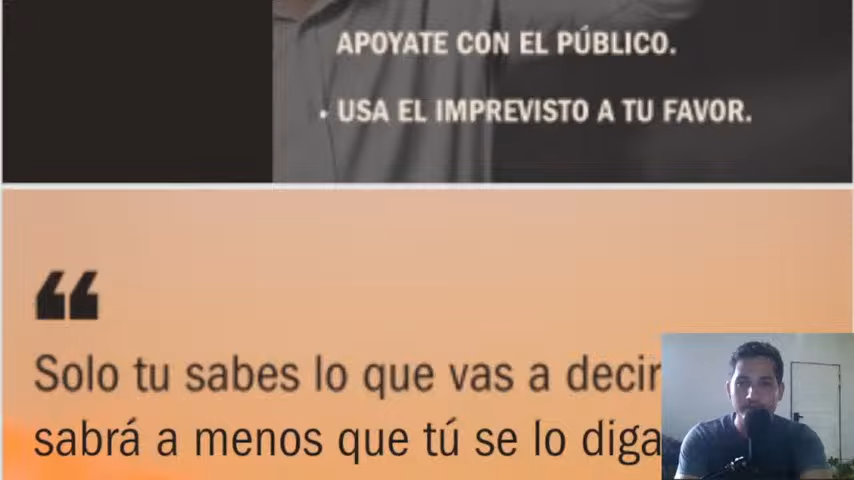 APOYATE CON EL PÚBLICO.
• USA EL IMPREVISTO A TU FAVOR.
❝
Solo tu sabes lo que vas a decir
sabrá a menos que tú se lo diga